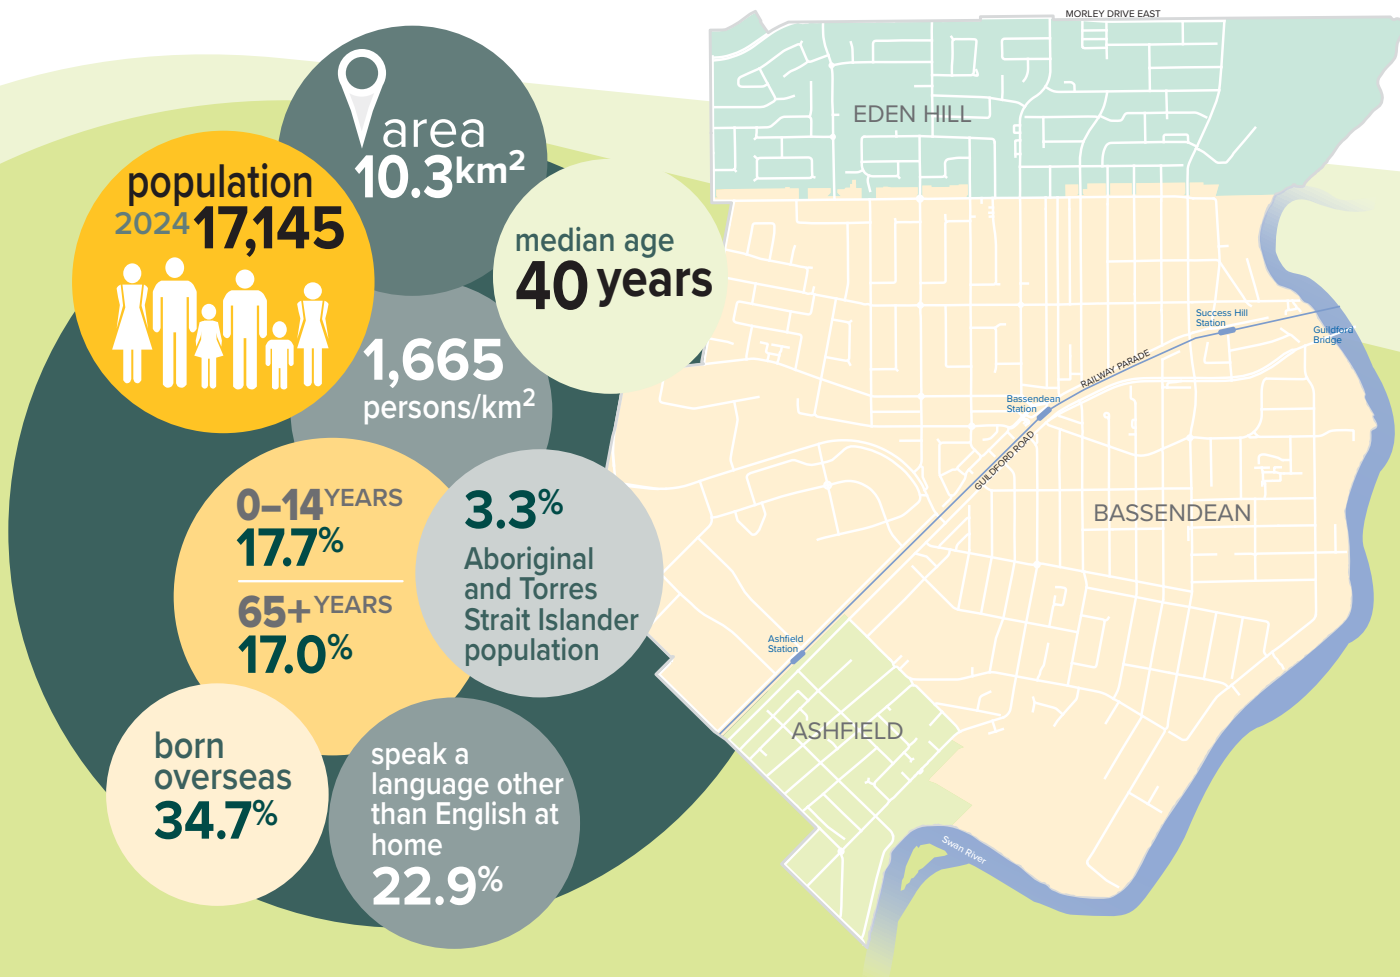 area
10.3km²
population
2024 17,145
median age
40 years
1,665
persons/km²
0–14 YEARS
17.7%
65+ YEARS
17.0%
3.3%
Aboriginal
and Torres
Strait Islander
population
born
overseas
34.7%
speak a
language other
than English at
home
22.9%
MORLEY DRIVE EAST
EDEN HILL
Success Hill
Station
Guildford
Bridge
RAILWAY PARADE
Bassendean
Station
GUILDFORD ROAD
BASSENDEAN
Ashfield
Station
ASHFIELD
Swan River